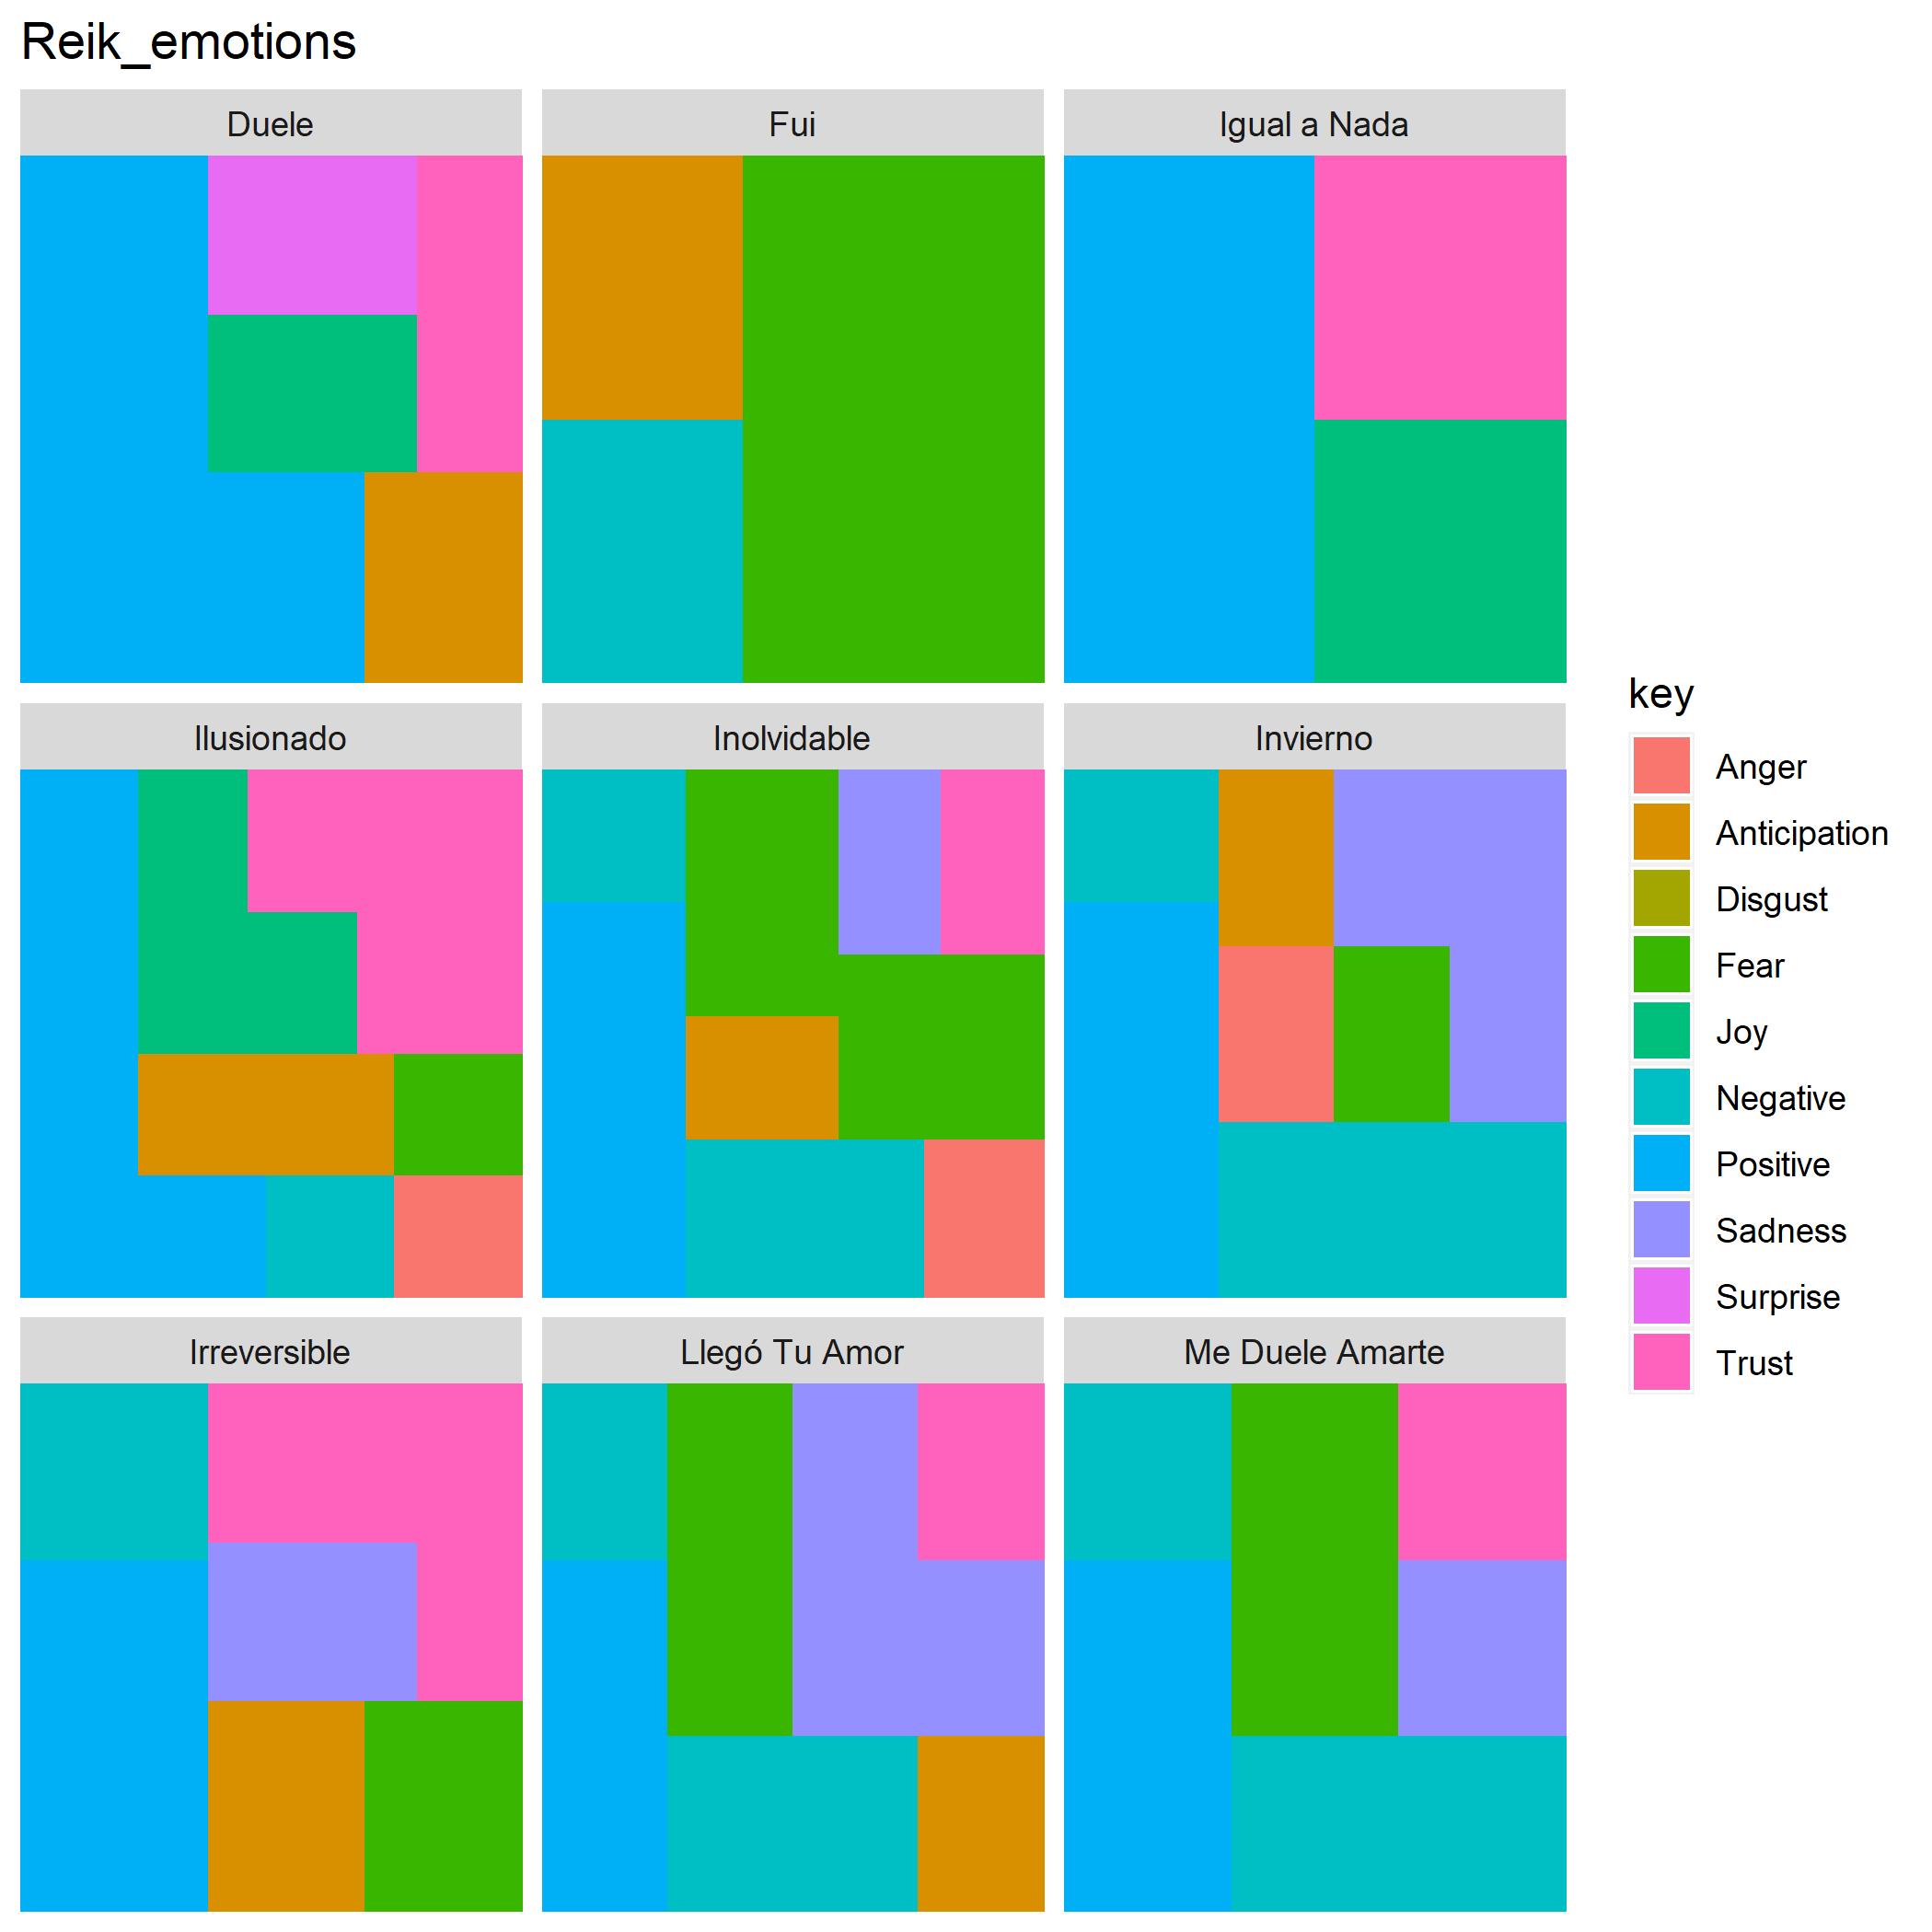 Reik_emotions
Duele
Fui
Igual a Nada
Ilusionado
Inolvidable
Invierno
Irreversible
Llegó Tu Amor
Me Duele Amarte
key
Anger
Anticipation
Disgust
Fear
Joy
Negative
Positive
Sadness
Surprise
Trust